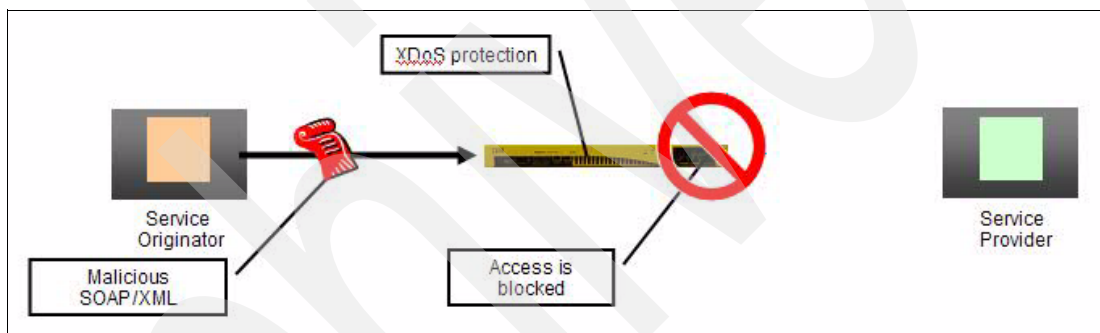 XDoS protection
Service
Originator
Service
Provider
Malicious
SOAP/XML
Access is
blocked